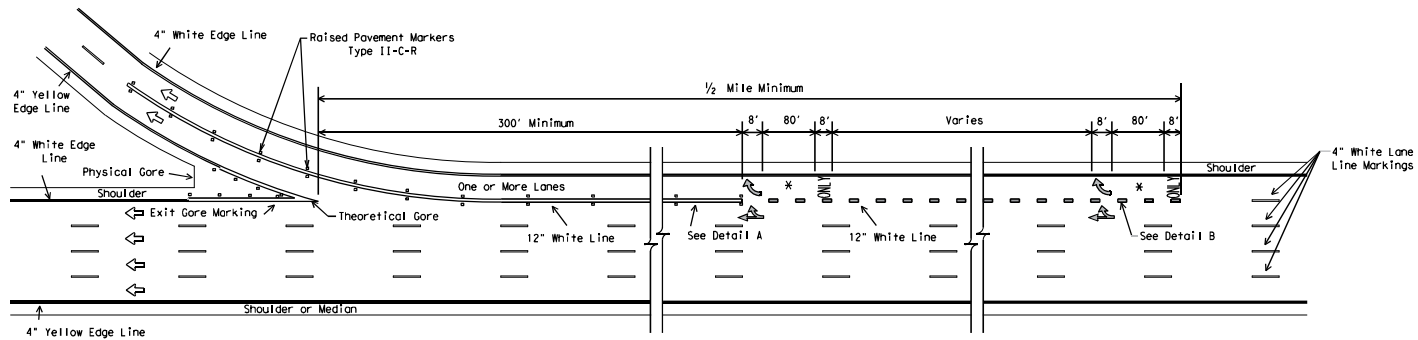 4" White Edge Line
Raised Pavement Markers
Type II-C-R
4" Yellow
Edge Line
½ Mile Minimum
300' Minimum
8'
80'
8'
Varies
8'
80'
8'
4" White Edge
Line
Physical Gore
Shoulder
Exit Gore Marking
Theoretical Gore
One or More Lanes
12" White Line
See Detail A
*
ONLY
12" White Line
*
ONLY
See Detail B
Shoulder
4" White Lane
Line Markings
Shoulder or Median
4" Yellow Edge Line